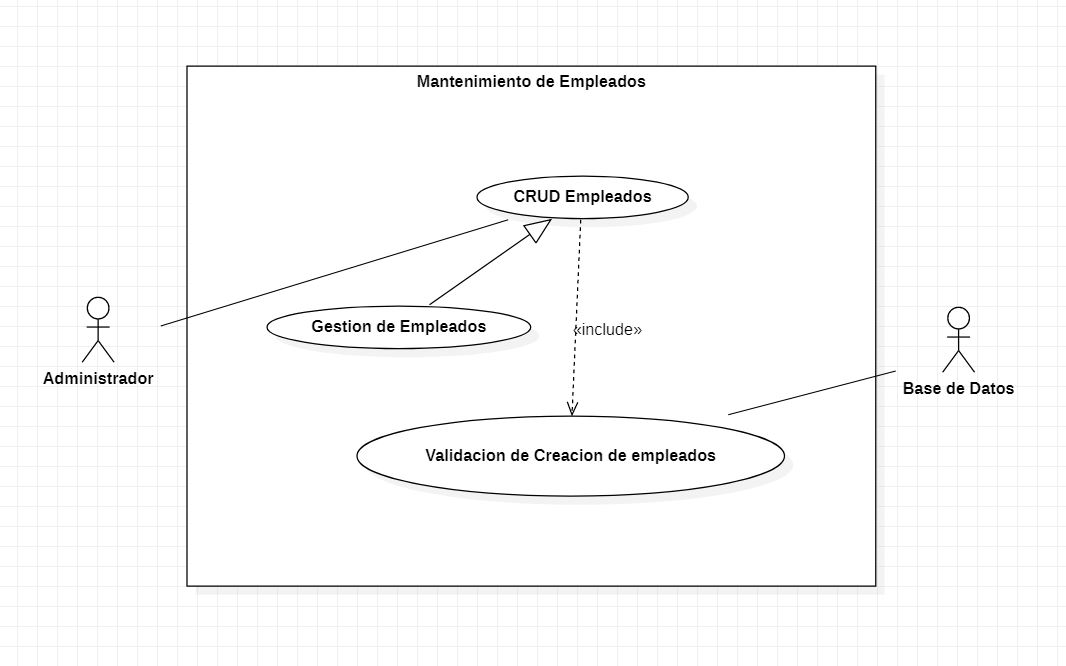 Mantenimiento de Empleados
CRUD Empleados
Gestion de Empleados
«include»
Administrador
Base de Datos
Validacion de Creacion de empleados